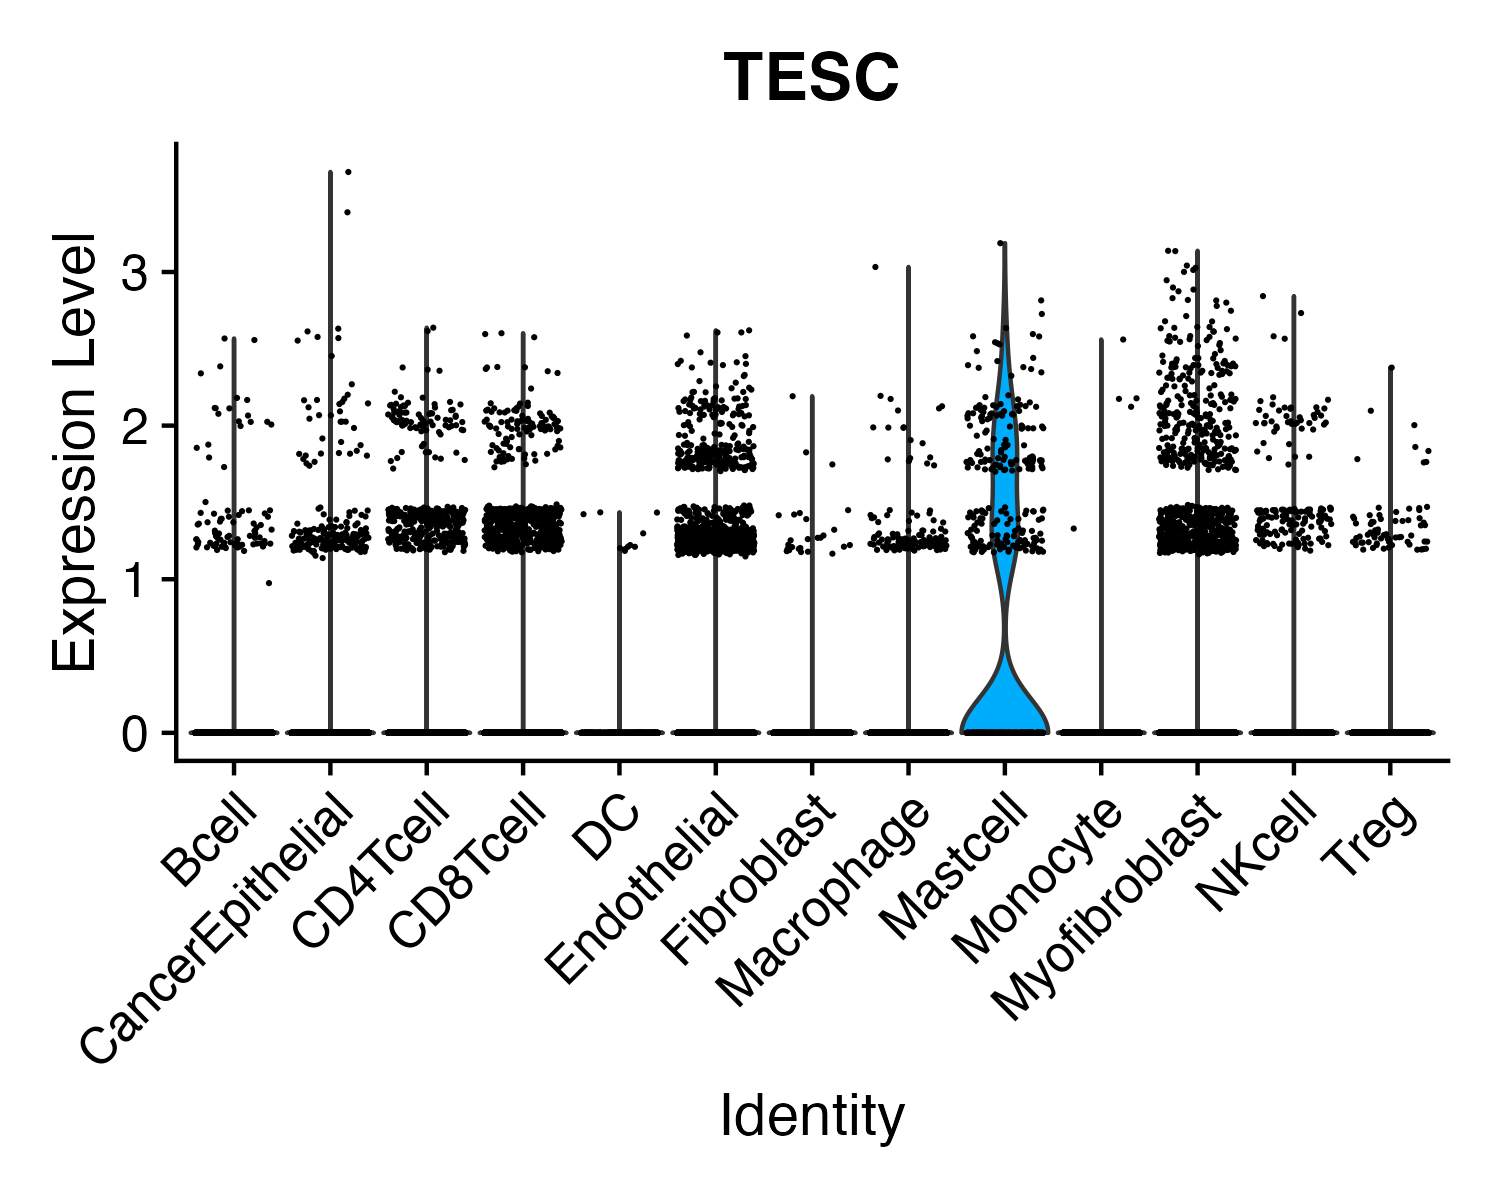 TESC
Expression Level
3
2
1
0
Bcell
CancerEpithelial
CD4Tcell
CD8Tcell
DC
Endothelial
Fibroblast
Macrophage
Mastcell
Monocyte
Myofibroblast
NKcell
Treg
Identity